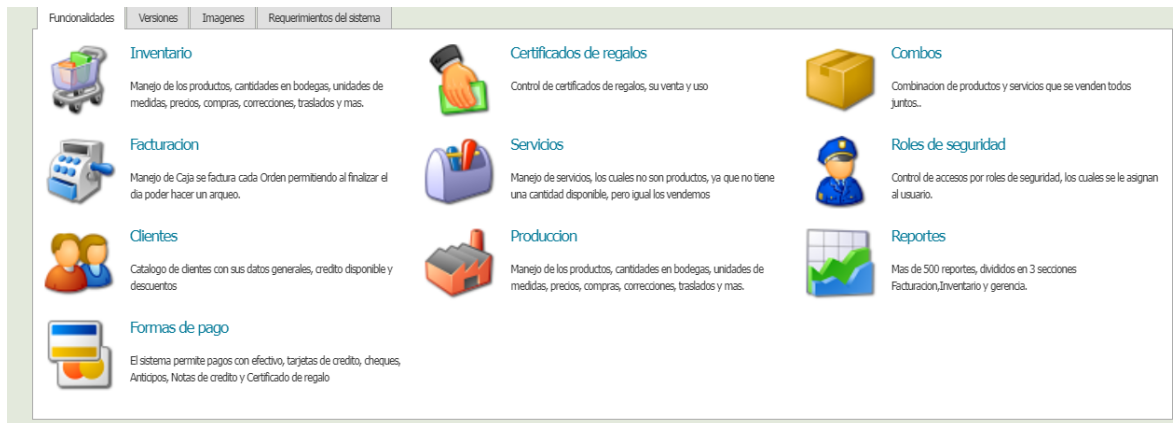 Funcionalidades
Versiones
Imagenes
Requerimientos del sistema
Inventario
Manejo de los productos, cantidades en bodegas, unidades de
medidas, precios, compras, correcciones, traslados y mas.
Certificados de regalos
Control de certificados de regalos, su venta y uso
Combos
Combinacion de productos y servicios que se venden todos
juntos..
Facturacion
Manejo de Caja se factura cada Orden permitiendo al finalizar el
dia poder hacer un arqueo.
Servicios
Manejo de servicios, los cuales no son productos, ya que no tiene
una cantidad disponible, pero igual los vendemos
Roles de seguridad
Control de accesos por roles de seguridad, los cuales se le asignan
al usuario.
Clientes
Catalogo de clientes con sus datos generales, credito disponible y
descuentos
Produccion
Manejo de los productos, cantidades en bodegas, unidades de
medidas, precios, compras, correcciones, traslados y mas.
Reportes
Mas de 500 reportes, divididos en 3 secciones
Facturacion,Inventario y gerencia.
Formas de pago
El sistema permite pagos con efectivo, tarjetas de credito, cheques,
Anticipos, Notas de credito y Certificado de regalo